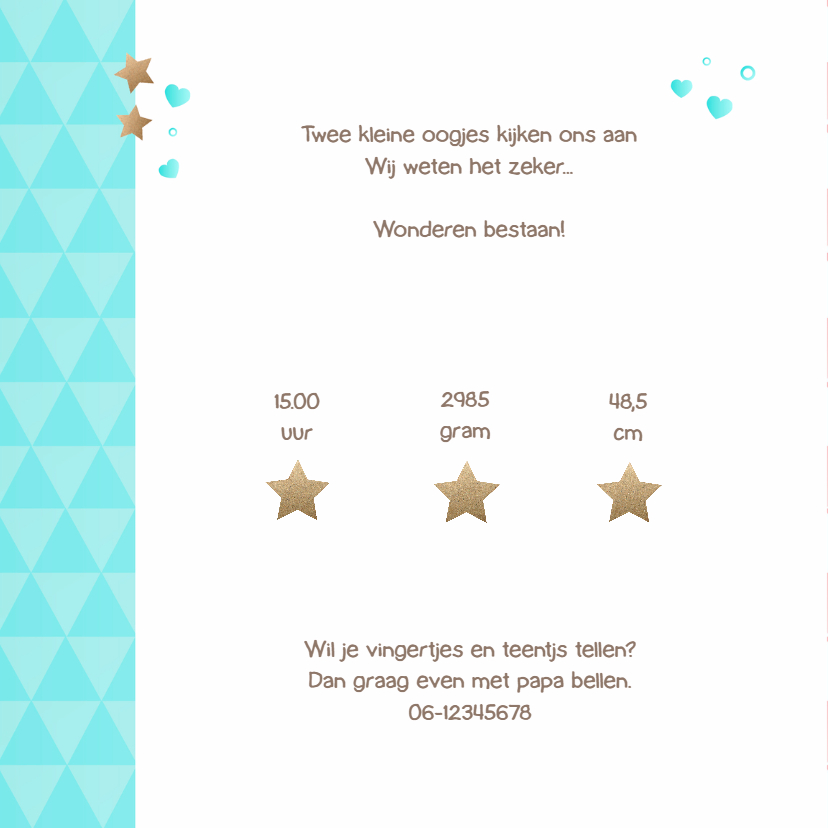 Twee kleine oogjes kijken ons aan
Wij weten het zeker...
Wonderen bestaan!
15.00 2985 48,5
uur gram cm
Wil je vingertjes en teentjs tellen?
Dan graag even met papa bellen.
06-12345678